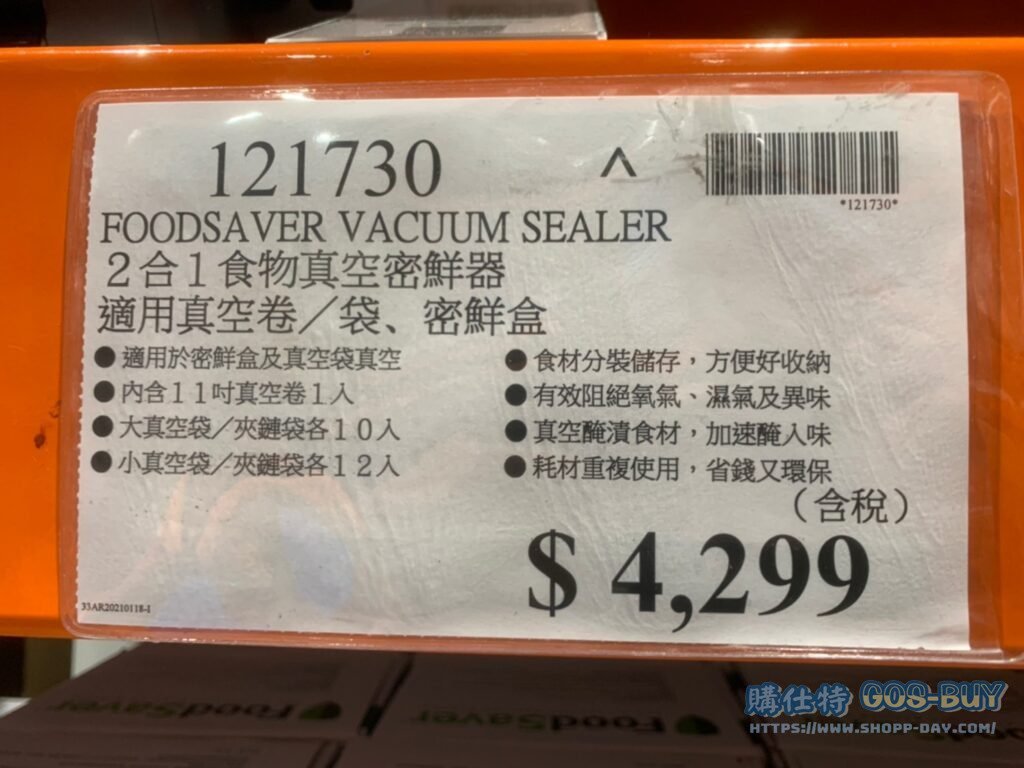 121730
^
*121730*
FOODSAVER VACUUM SEALER
２合１食物真空密鮮器
適用真空卷／袋、密鮮盒
● 適用於密鮮盒及真空袋真空
● 內含１１吋真空卷１入
● 大真空袋／夾鏈袋各１０入
● 小真空袋／夾鏈袋各１２入
● 食材分裝儲存，方便好收納
● 有效阻絕氧氣、濕氣及異味
● 真空醃漬食材，加速醃入味
● 耗材重複使用，省錢又環保
（含稅）
$ 4,299
33AR20210118-I
FoodSaver
FoodSaver
購仕特 GOS-BUY
HTTPS://WWW.SHOPP-DAY.COM/